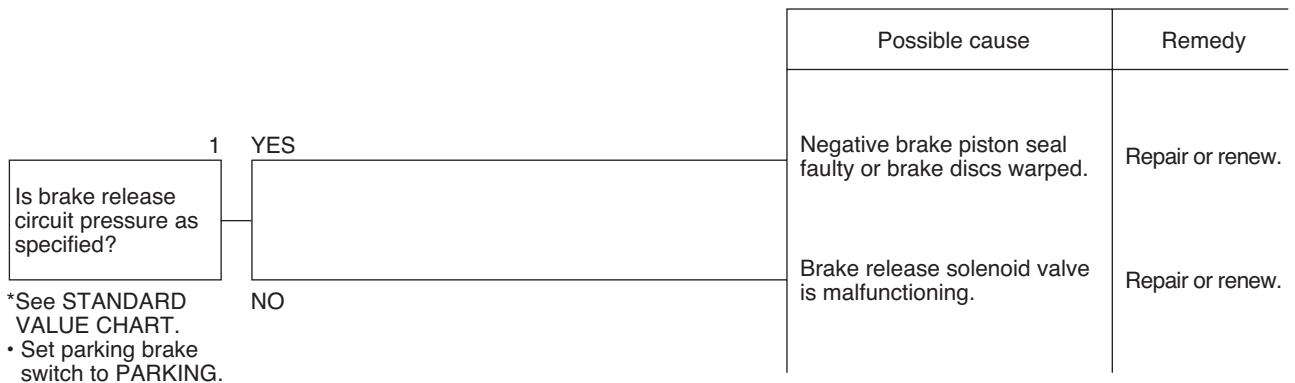 Possible cause
Remedy
1
YES
Is brake release
circuit pressure as
specified?
*See STANDARD
VALUE CHART.
• Set parking brake
switch to PARKING.
NO
Negative brake piston seal
faulty or brake discs warped.
Repair or renew.
Brake release solenoid valve
is malfunctioning.
Repair or renew.